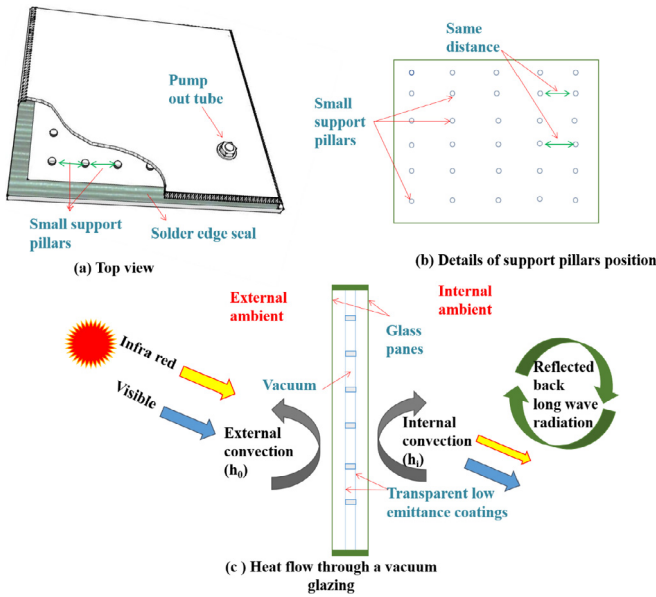 Pump
out tube
Small support
pillars
Solder edge seal
(a) Top view
Same
distance
Small
support
pillars
(b) Details of support pillars position
External
ambient
Internal
ambient
Glass
panes
Infra red
Visible
Vacuum
External
convection
(h₀)
Internal
convection
(hᵢ)
Reflected
back
long wave
radiation
Transparent low
emittance coatings
(c ) Heat flow through a vacuum
glazing